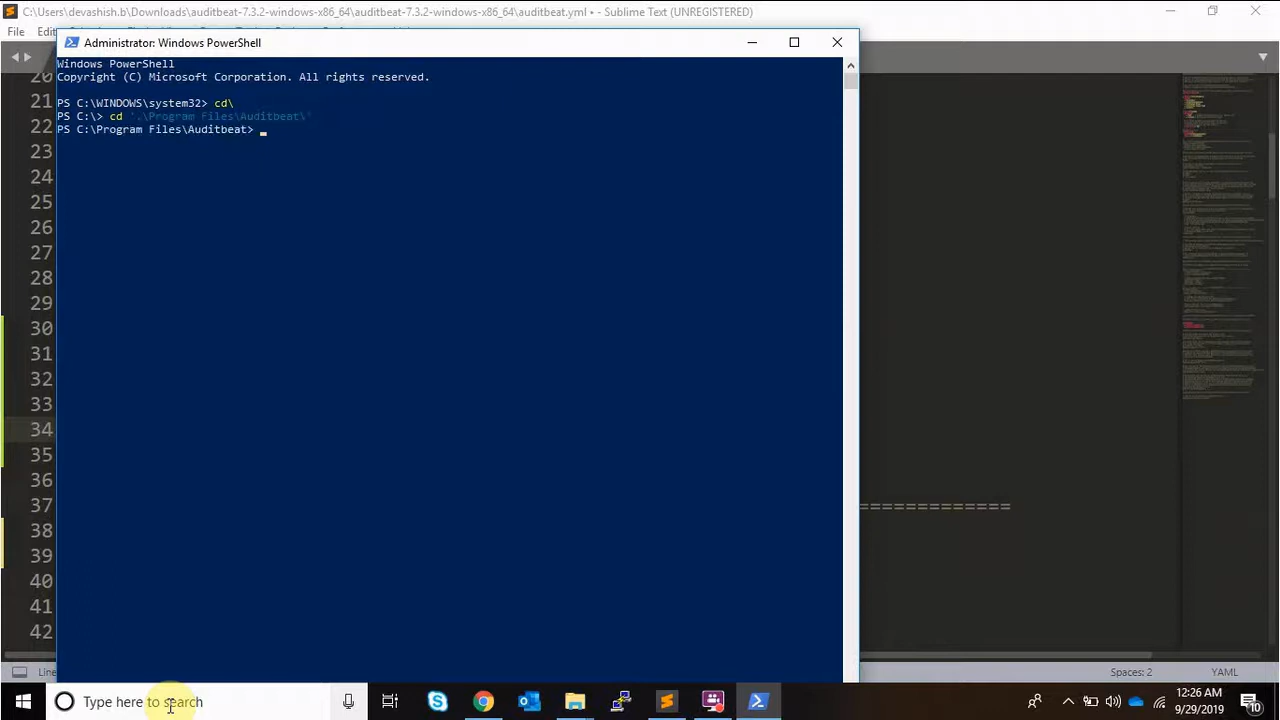 C:\Users\devashish.b\Downloads\auditbeat-7.3.2-windows-x86_64\auditbeat-7.3.2-windows-x86_64\auditbeat.yml • - Sublime Text (UNREGISTERED)
File
Administrator: Windows PowerShell
Windows PowerShell
Copyright (C) Microsoft Corporation. All rights reserved.
PS C:\WINDOWS\system32> cd\
PS C:\> cd '.\Program Files\Auditbeat\'
PS C:\Program Files\Auditbeat>
20
21
22
23
24
25
26
27
28
29
30
31
32
33
34
35
36
37
38
39
40
41
42
Spaces: 2
YAML
Type here to search
12:26 AM
9/29/2019
10